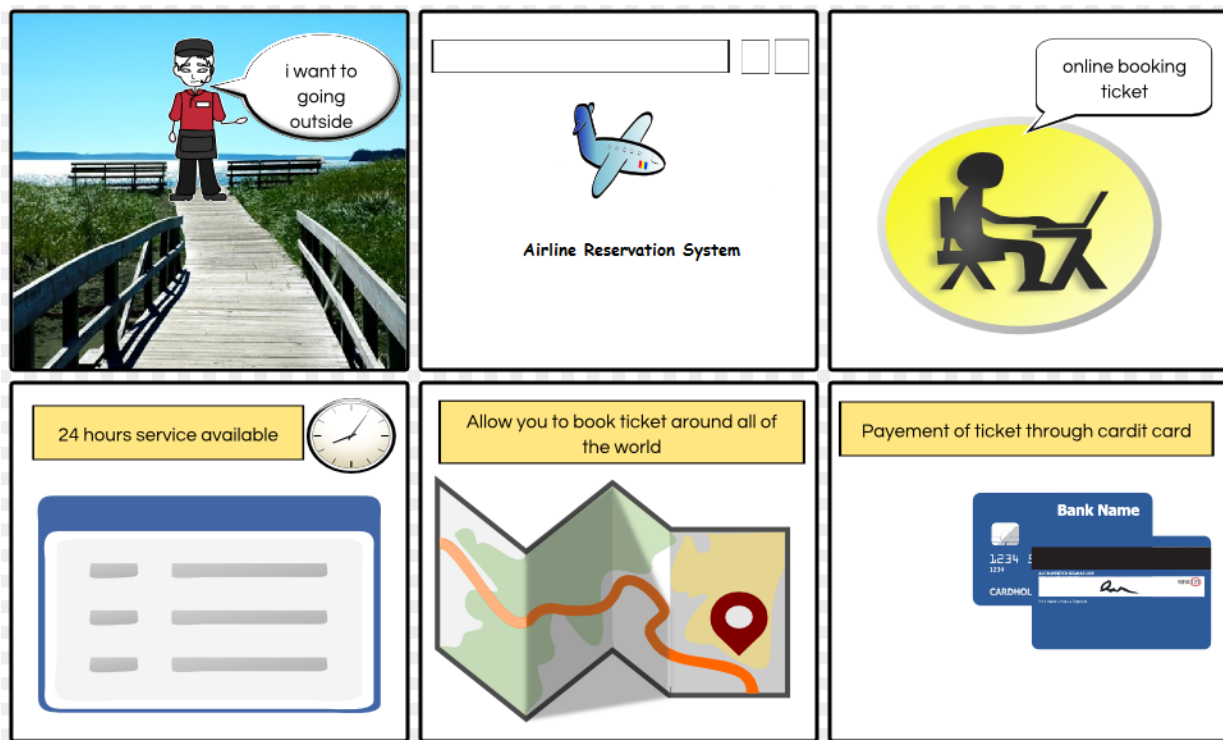 i want to
going
outside
Airline Reservation System
online booking
ticket
24 hours service available
Allow you to book ticket around all of
the world
Payement of ticket through cardit card
Bank Name
1234 5
1234
CARDHOL